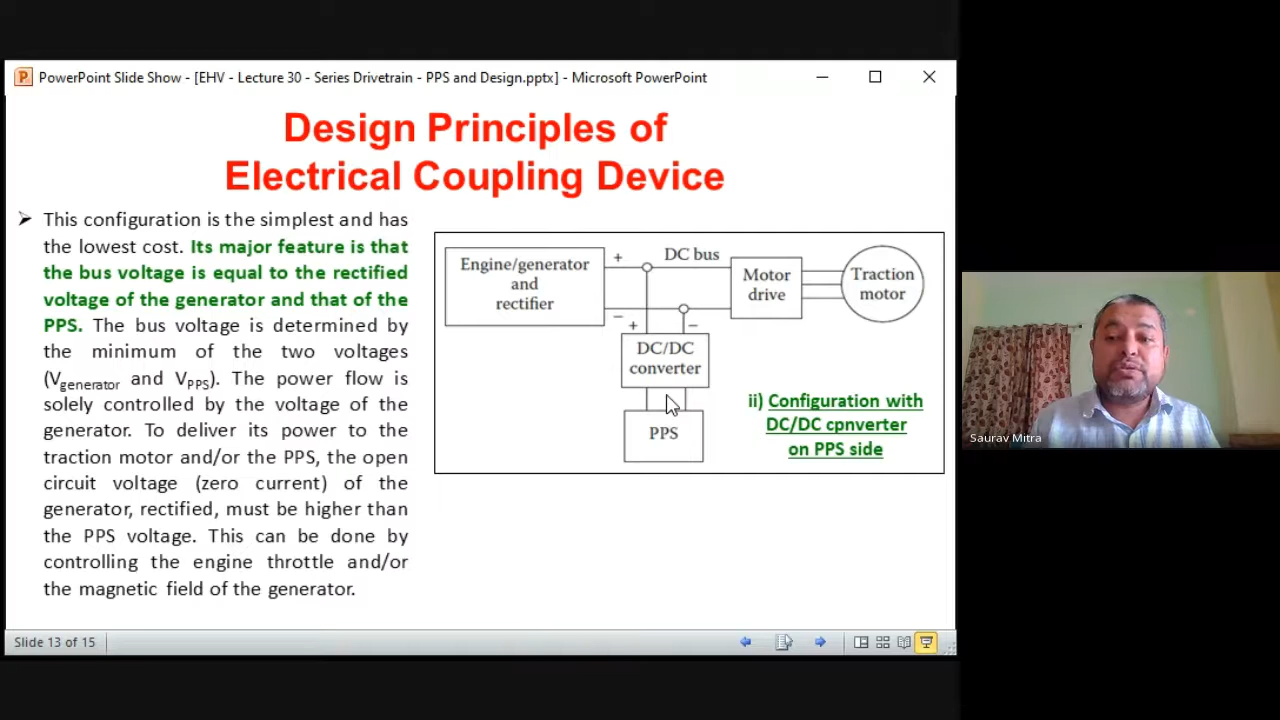 PowerPoint Slide Show - [EHV - Lecture 30 - Series Drivetrain - PPS and Design.pptx] - Microsoft PowerPoint
Design Principles of
Electrical Coupling Device
➢ This configuration is the simplest and has
the lowest cost. Its major feature is that
the bus voltage is equal to the rectified
voltage of the generator and that of the
PPS. The bus voltage is determined by
the minimum of the two voltages
(Vgenerator and VPPS). The power flow is
solely controlled by the voltage of the
generator. To deliver its power to the
traction motor and/or the PPS, the open
circuit voltage (zero current) of the
generator, rectified, must be higher than
the PPS voltage. This can be done by
controlling the engine throttle and/or
the magnetic field of the generator.
Engine/generator
and
rectifier
+
−
DC bus
Motor
drive
Traction
motor
+
−
DC/DC
converter
PPS
ii) Configuration with
DC/DC cpnverter
on PPS side
Saurav Mitra
Slide 13 of 15